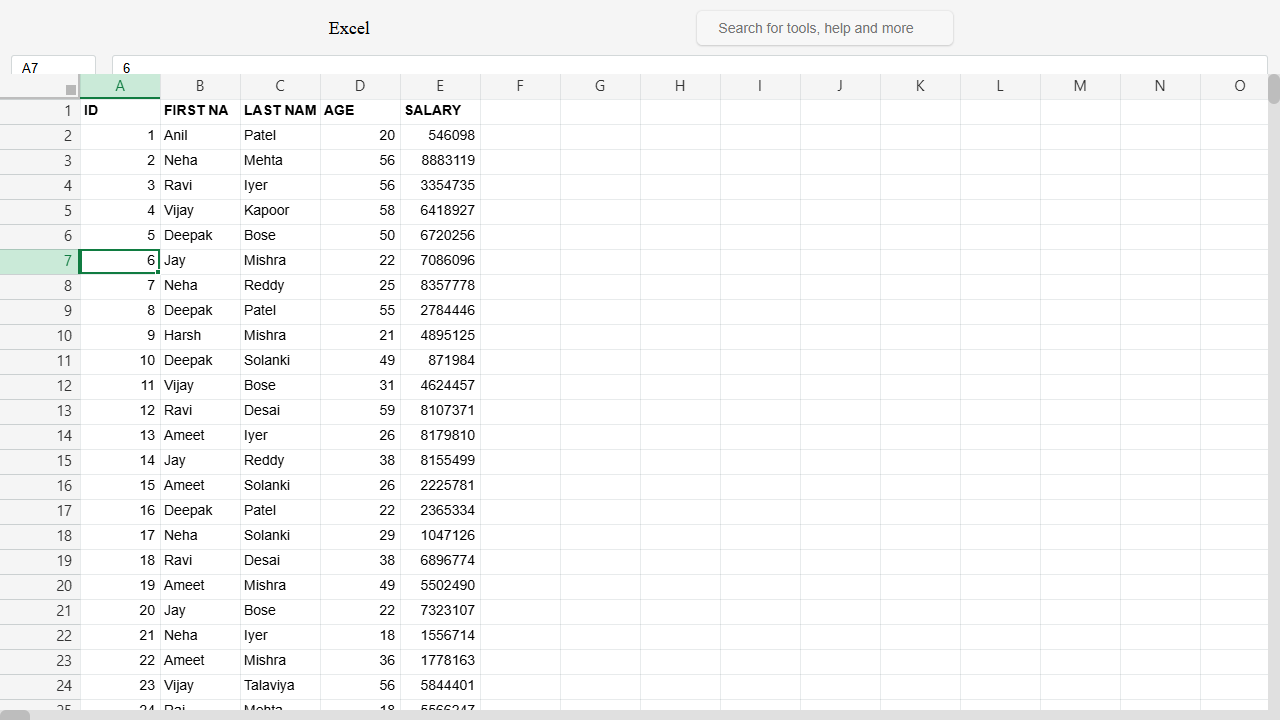 Excel
Search for tools, help and more
A7 6
A B C D E F G H I J K L M N O
1 ID FIRST NA LAST NAM AGE SALARY
2 1 Anil Patel 20 546098
3 2 Neha Mehta 56 8883119
4 3 Ravi Iyer 56 3354735
5 4 Vijay Kapoor 58 6418927
6 5 Deepak Bose 50 6720256
7 6 Jay Mishra 22 7086096
8 7 Neha Reddy 25 8357778
9 8 Deepak Patel 55 2784446
10 9 Harsh Mishra 21 4895125
11 10 Deepak Solanki 49 871984
12 11 Vijay Bose 31 4624457
13 12 Ravi Desai 59 8107371
14 13 Ameet Iyer 26 8179810
15 14 Jay Reddy 38 8155499
16 15 Ameet Solanki 26 2225781
17 16 Deepak Patel 22 2365334
18 17 Neha Solanki 29 1047126
19 18 Ravi Desai 38 6896774
20 19 Ameet Mishra 49 5502490
21 20 Jay Bose 22 7323107
22 21 Neha Iyer 18 1556714
23 22 Ameet Mishra 36 1778163
24 23 Vijay Talaviya 56 5844401
25 24 Mehta 18